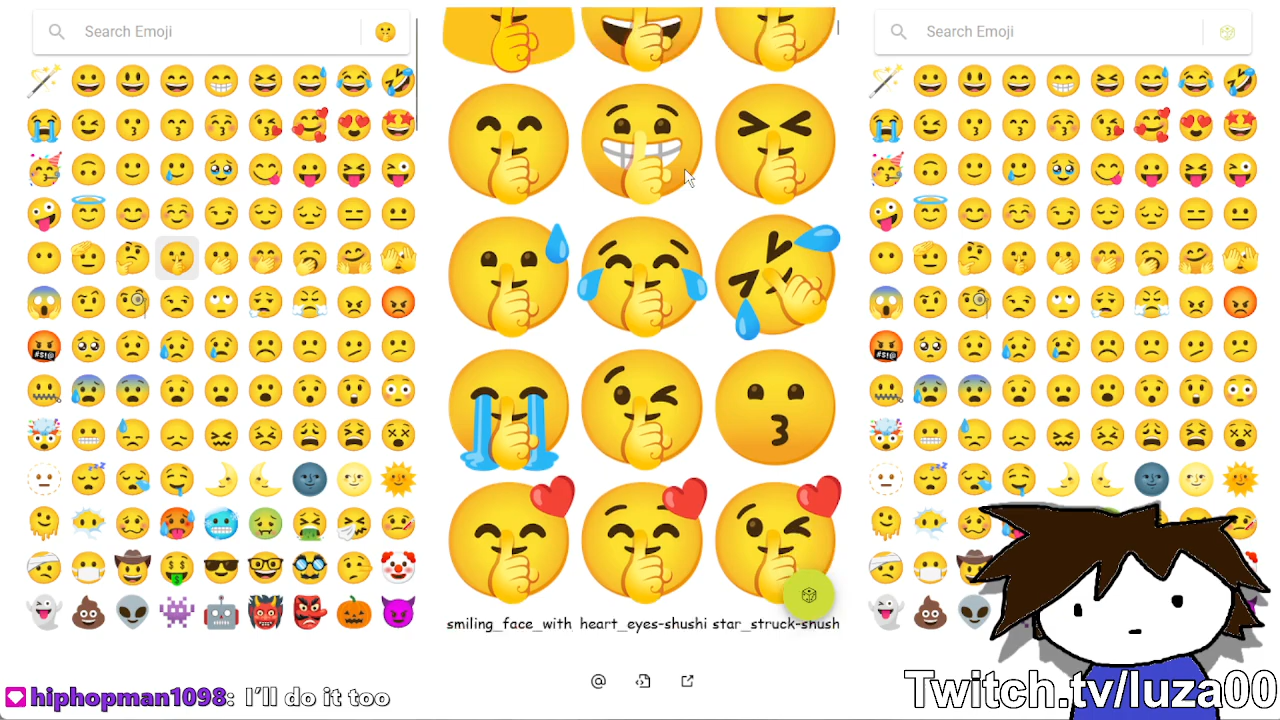 Search Emoji
Search Emoji
#$!@
#$!@
smiling_face_with heart_eyes-shushi star_struck-shush
@
hiphopman1098: I'll do it too
Twitch.tv/luza00